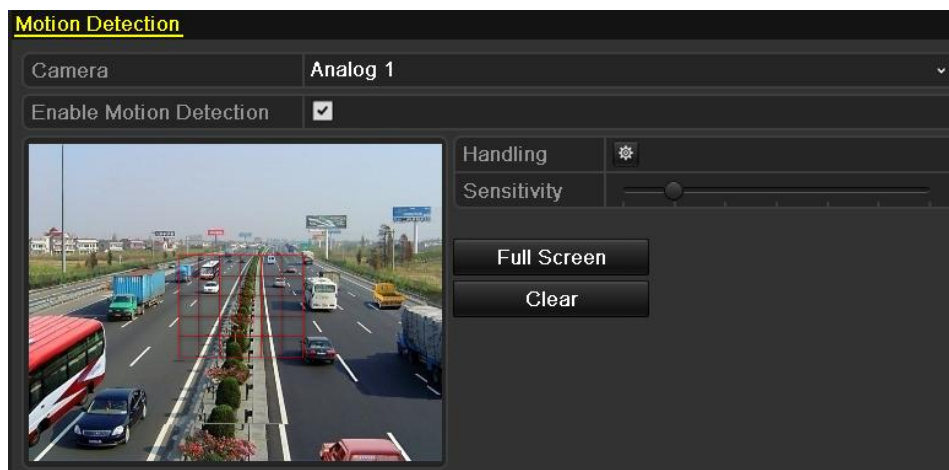 Motion Detection
Camera
Analog 1
Enable Motion Detection
Handling
Sensitivity
Full Screen
Clear